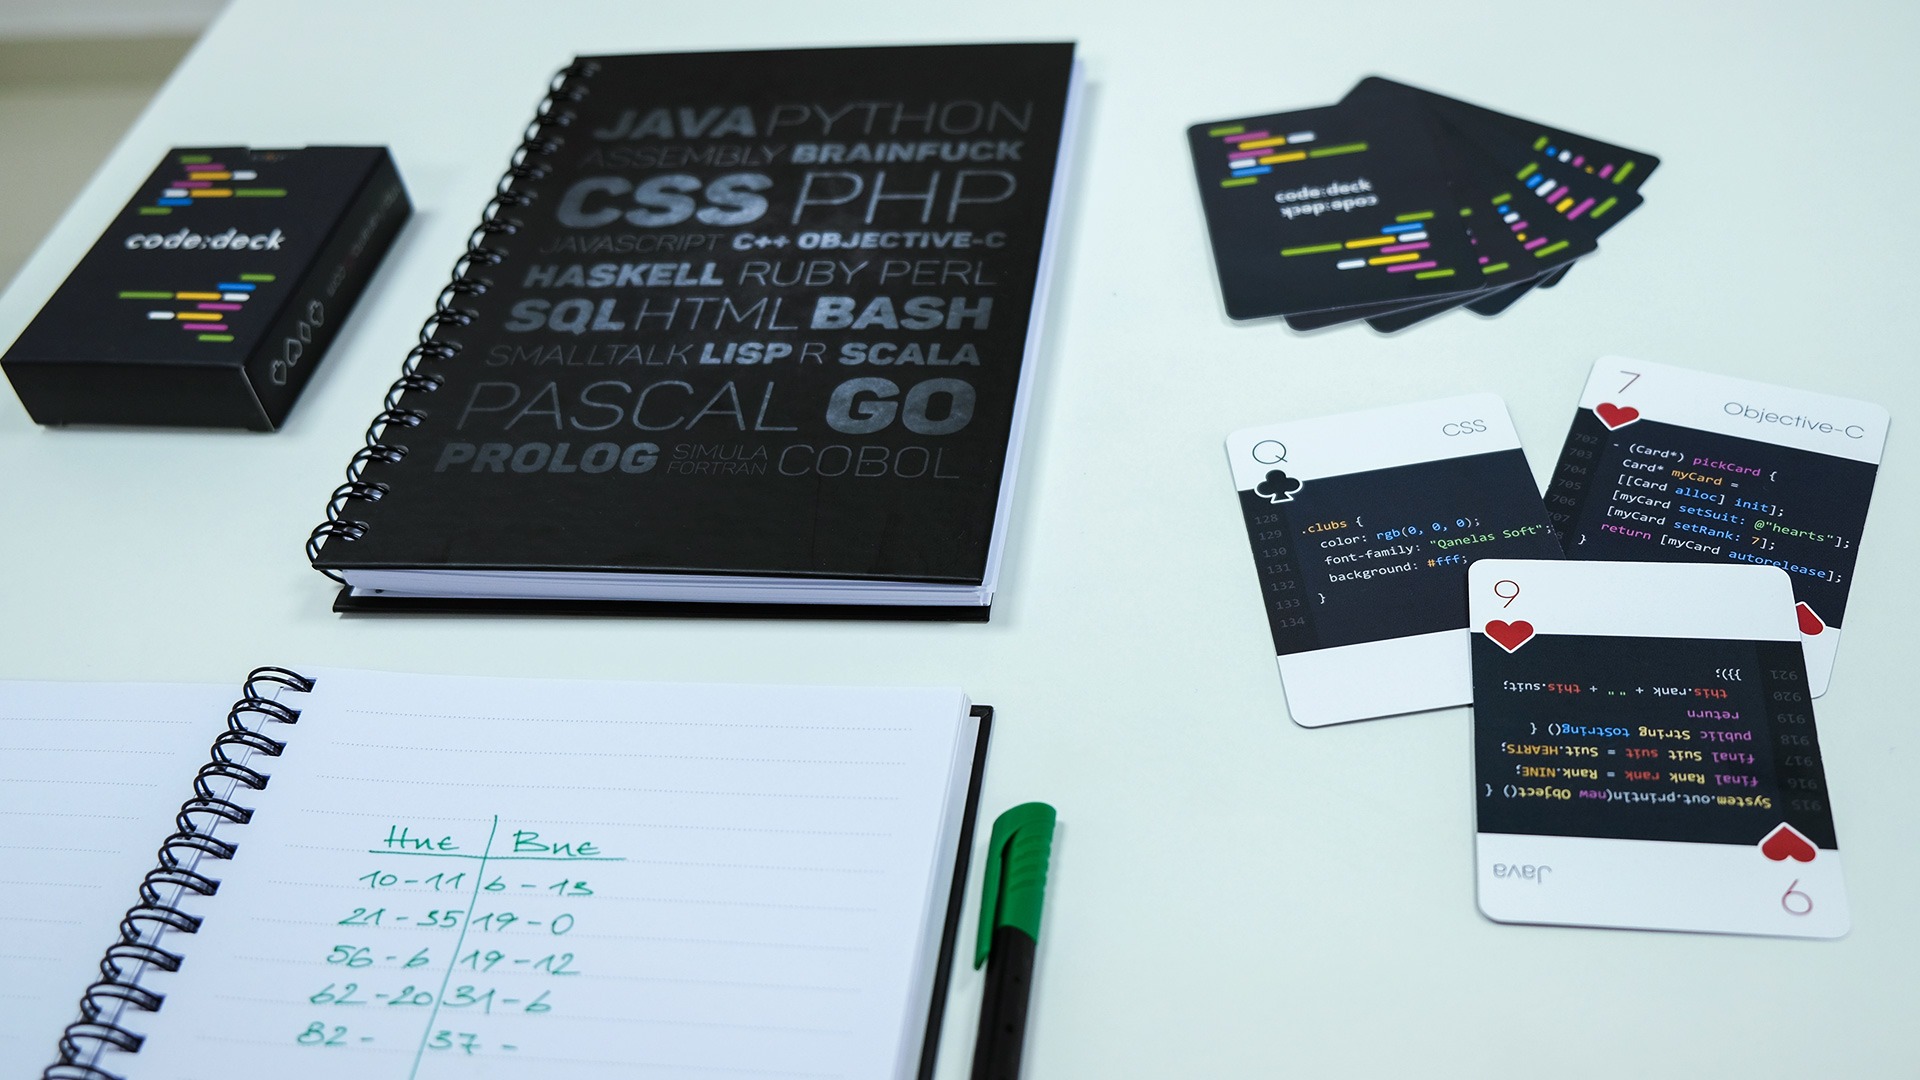 code:deck
JAVA PYTHON
ASSEMBLY BRAINFUCK
CSS PHP
JAVASCRIPT C++ OBJECTIVE-C
HASKELL RUBY PERL
SQL HTML BASH
SMALLTALK LISP R SCALA
PASCAL GO
PROLOG SIMULA FORTRAN COBOL
code:deck
code:deck
Q
CSS
128
129 .clubs {
130 color: rgb(0, 0, 0);
131 font-family: "Qanelas Soft";
132 background: #fff;
133 }
134
7
Objective-C
702
703 - (Card*) pickCard {
704 Card* myCard =
705 [[Card alloc] init];
706 [myCard setSuit: @"hearts"];
707 [myCard setRank: 7];
return [myCard autorelease];
}
9
Java
915 System.out.println(new Object() {
916 final Rank rank = Rank.NINE;
917 final Suit suit = Suit.HEARTS;
918 public String toString() {
919 return
920 this.rank + " " + this.suit;
921 }});
9
Hne Bne
10-11 6-13
21-35 19-0
56-6 19-12
62-20 31-6
82- 37-